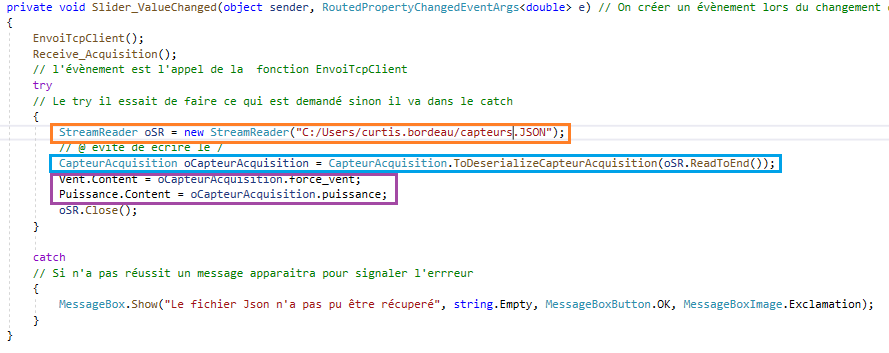 private void Slider_ValueChanged(object sender, RoutedPropertyChangedEventArgs<double> e) // On créer un évènement lors du changement
{
EnvoiTcpClient();
Receive_Acquisition();
// l'évènement est l'appel de la  fonction EnvoiTcpClient
try
// Le try il essait de faire ce qui est demandé sinon il va dans le catch
{
StreamReader oSR = new StreamReader("C:/Users/curtis.bordeau/capteurs.JSON");
// @ evite de ecrire le /
CapteurAcquisition oCapteurAcquisition = CapteurAcquisition.ToDeserializeCapteurAcquisition(oSR.ReadToEnd());
Vent.Content = oCapteurAcquisition.force_vent;
Puissance.Content = oCapteurAcquisition.puissance;
oSR.Close();
}
catch
// Si n'a pas réussit un message apparaitra pour signaler l'errreur
{
MessageBox.Show("Le fichier Json n'a pas pu être récuperé", string.Empty, MessageBoxButton.OK, MessageBoxImage.Exclamation);
}
}